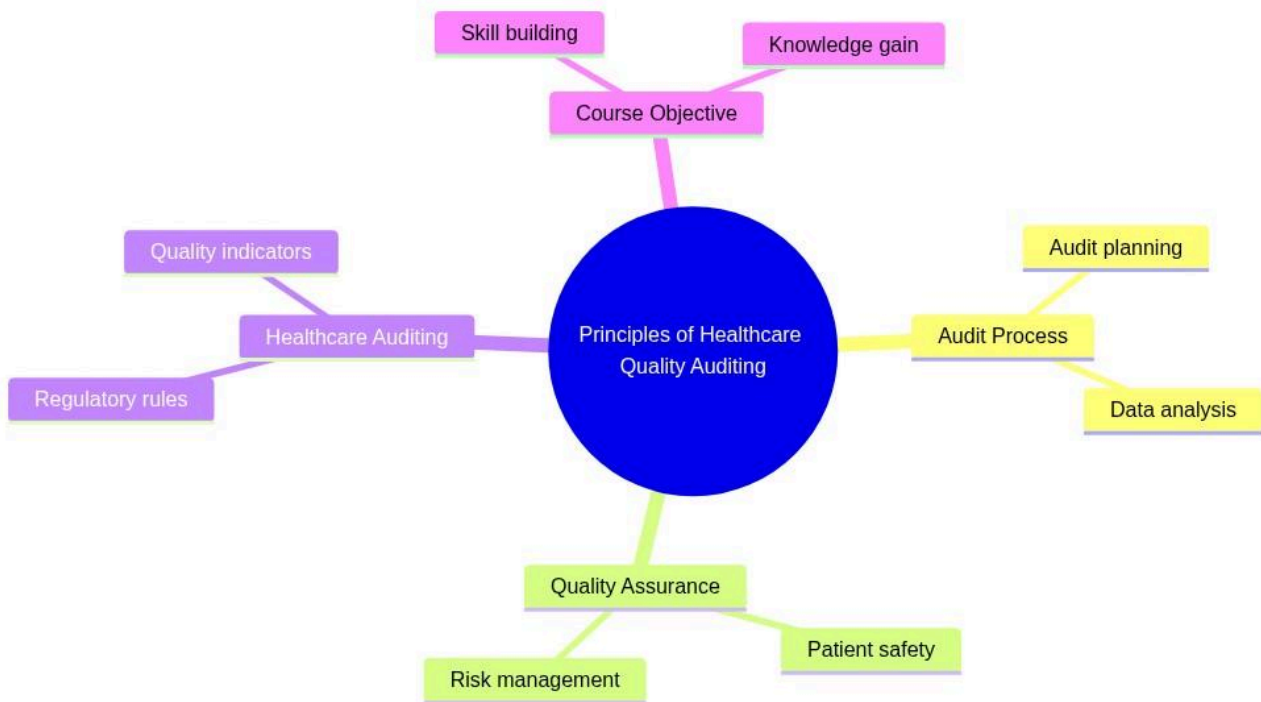 Skill building
Knowledge gain
Course Objective
Quality indicators
Healthcare Auditing
Regulatory rules
Principles of Healthcare
Quality Auditing
Audit planning
Audit Process
Data analysis
Quality Assurance
Patient safety
Risk management